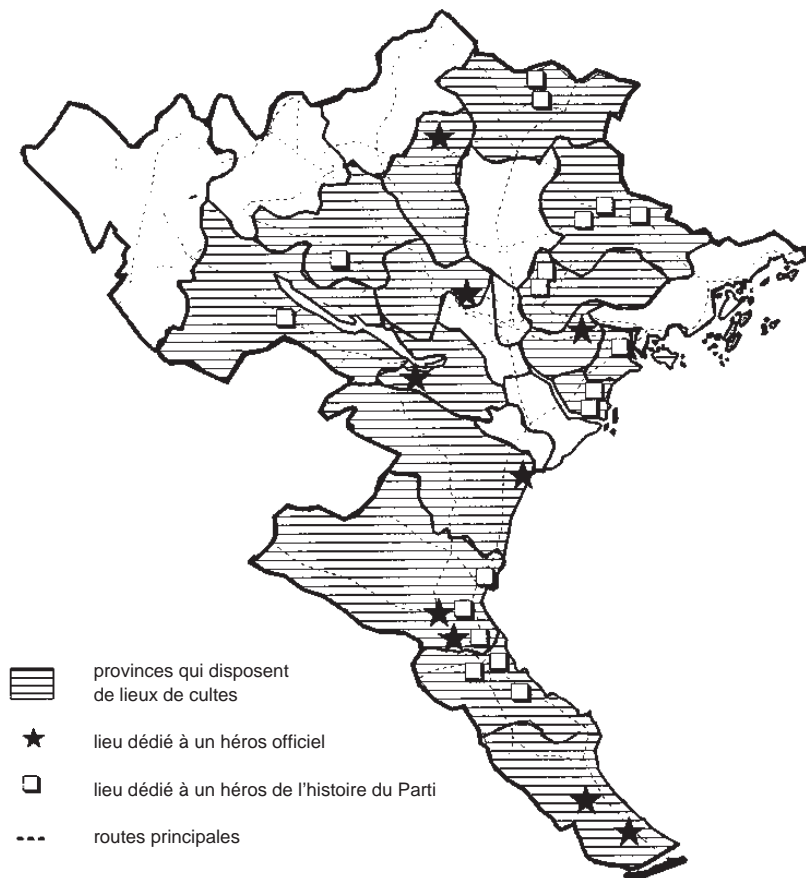 provinces qui disposent
de lieux de cultes
lieu dédié à un héros officiel
lieu dédié à un héros de l’histoire du Parti
routes principales